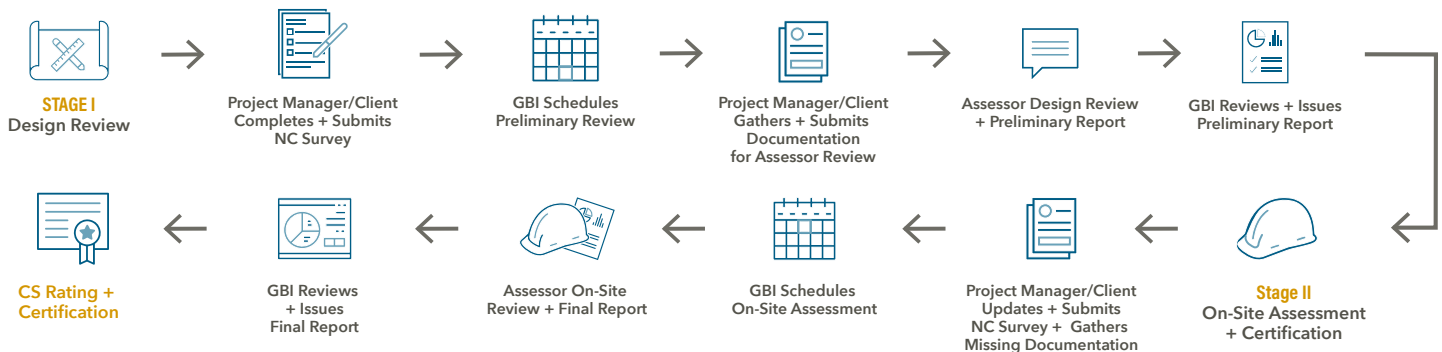 STAGE I
Design Review
Project Manager/Client
Completes + Submits
NC Survey
GBI Schedules
Preliminary Review
Project Manager/Client
Gathers + Submits
Documentation
for Assessor Review
Assessor Design Review
+ Preliminary Report
GBI Reviews + Issues
Preliminary Report
Stage II
On-Site Assessment
+ Certification
Project Manager/Client
Updates + Submits
NC Survey + Gathers
Missing Documentation
GBI Schedules
On-Site Assessment
Assessor On-Site
Review + Final Report
GBI Reviews
+ Issues
Final Report
CS Rating +
Certification